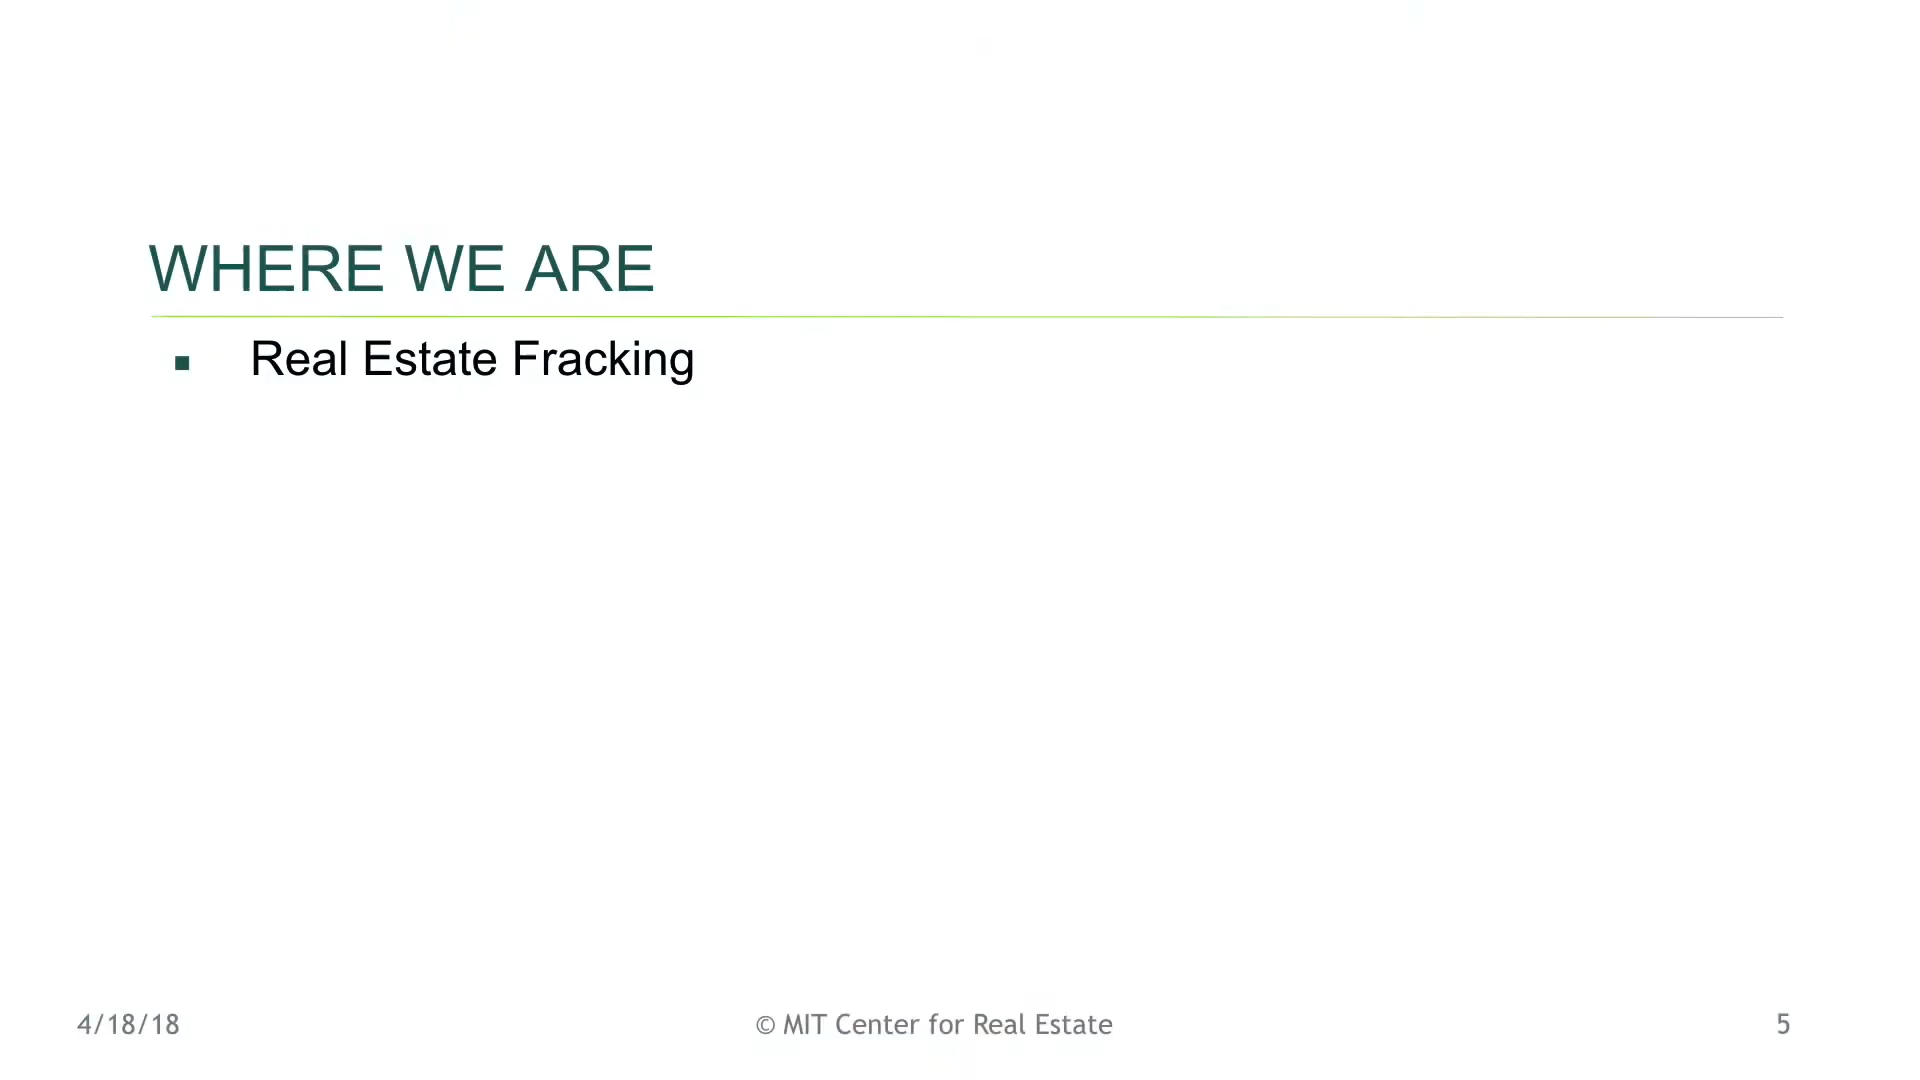 WHERE WE ARE
▪ Real Estate Fracking
4/18/18
© MIT Center for Real Estate
5